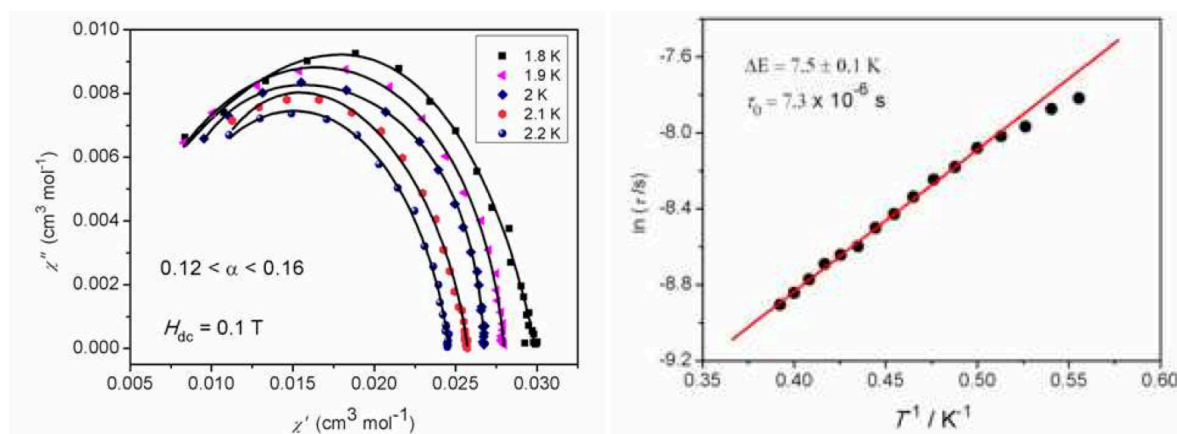 0.010
0.008
0.006
0.004
0.002
0.000
χ″ (cm³ mol⁻¹)
1.8 K
1.9 K
2 K
2.1 K
2.2 K
0.12 < α < 0.16
H_dc = 0.1 T
0.005 0.010 0.015 0.020 0.025 0.030
χ′ (cm³ mol⁻¹)
-7.6
-8.0
-8.4
-8.8
-9.2
ln (τ /s)
ΔE = 7.5 ± 0.1 K
τ₀ = 7.3 x 10⁻⁶ s
0.35 0.40 0.45 0.50 0.55 0.60
T¹ / K⁻¹